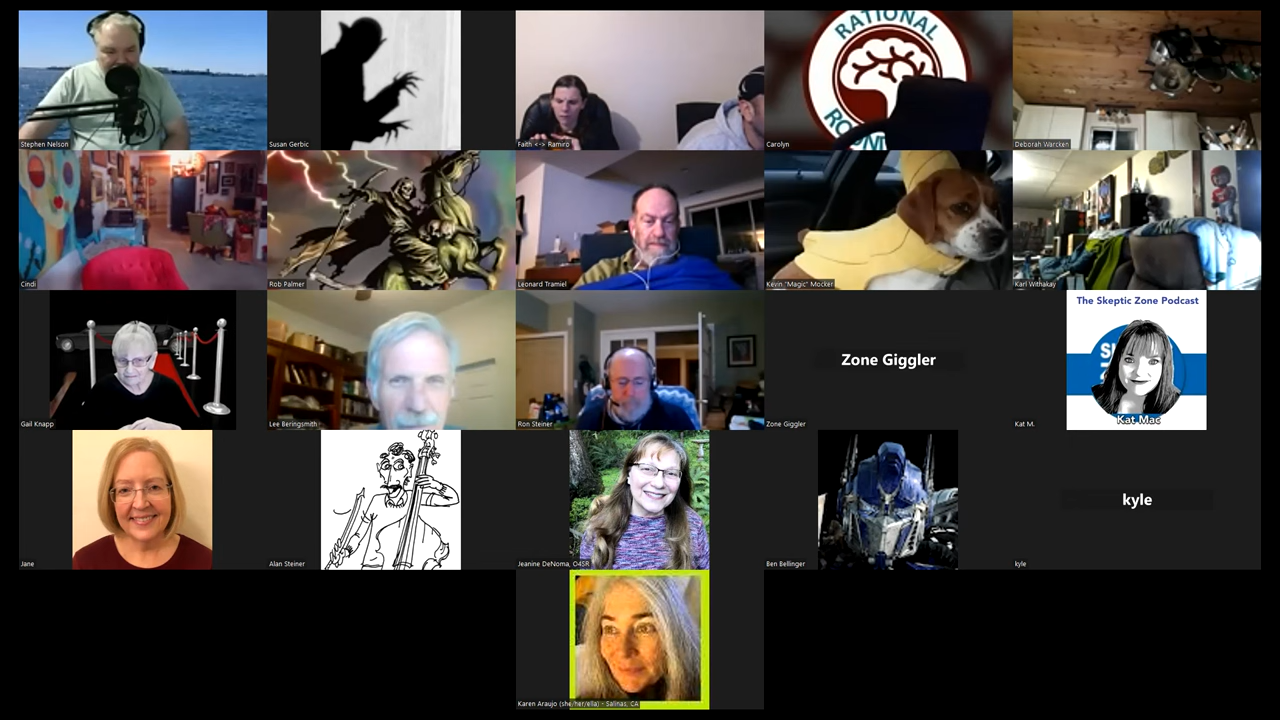 RATIONAL
Stephen Nelson
Susan Gerbic
Faith <-> Ramiro
Carolyn
Deborah Warcken
Cindi
Rob Palmer
Leonard Tramiel
Kevin "Magic" Mocker
Karl Withakay
The Skeptic Zone Podcast
Zone Giggler
Kat Mac
Gail Knapp
Lee Beringsmith
Ron Steiner
Zone Giggler
Kat M.
kyle
Jane
Alan Steiner
Jeanine DeNoma, O4SR
Ben Bellinger
kyle
Karen Araujo (she/her/ella) - Salinas, CA